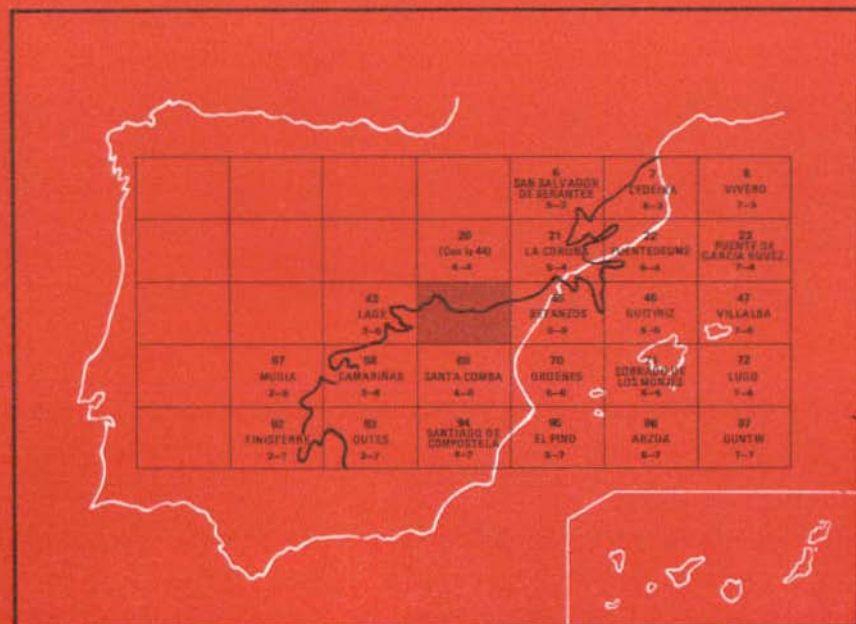 6
SAN SALVADOR
DE SERANTES
5-3
7
CEDEIRA
6-3
8
VIVERO
7-3
20
(Con la 44)
4-4
21
LA CORUÑA
5-4
22
PUENTEDEUME
6-4
23
PUENTE DE
GARCIA RGUEZ.
7-4
43
LAGE
3-5
45
BETANZOS
5-5
46
GUITIRIZ
6-5
47
VILLALBA
7-5
67
MUGIA
2-6
68
CAMARIÑAS
3-6
69
SANTA COMBA
4-6
70
ORDENES
5-6
71
SOBRADO DE
LOS MONJES
6-6
72
LUGO
7-6
92
FINISTERRE
2-7
93
OUTES
3-7
94
SANTIAGO DE
COMPOSTELA
4-7
95
EL PINO
5-7
96
ARZUA
6-7
97
GUNTIN
7-7